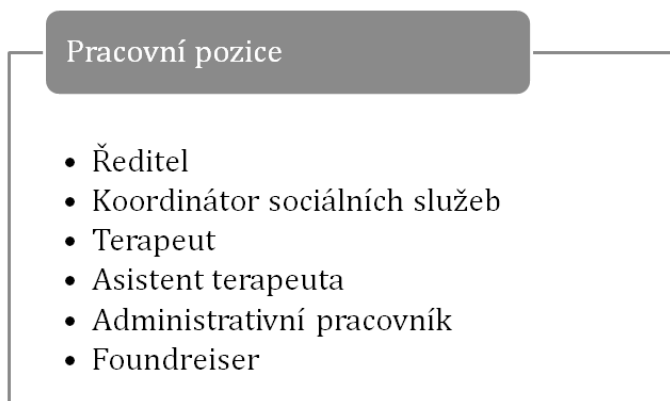 Pracovní pozice
• Ředitel
• Koordinátor sociálních služeb
• Terapeut
• Asistent terapeuta
• Administrativní pracovník
• Foundreiser